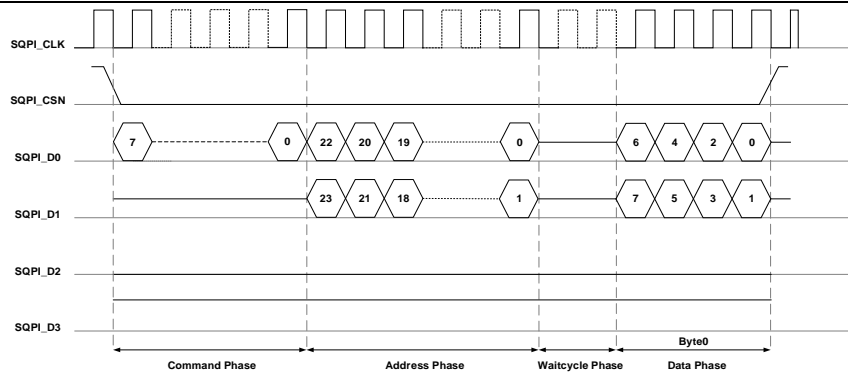 SQPI_CLK
SQPI_CSN
SQPI_D0 7 0 22 20 19 0 6 4 2 0
SQPI_D1 23 21 18 1 7 5 3 1
SQPI_D2
SQPI_D3
Byte0
Command Phase Address Phase Waitcycle Phase Data Phase